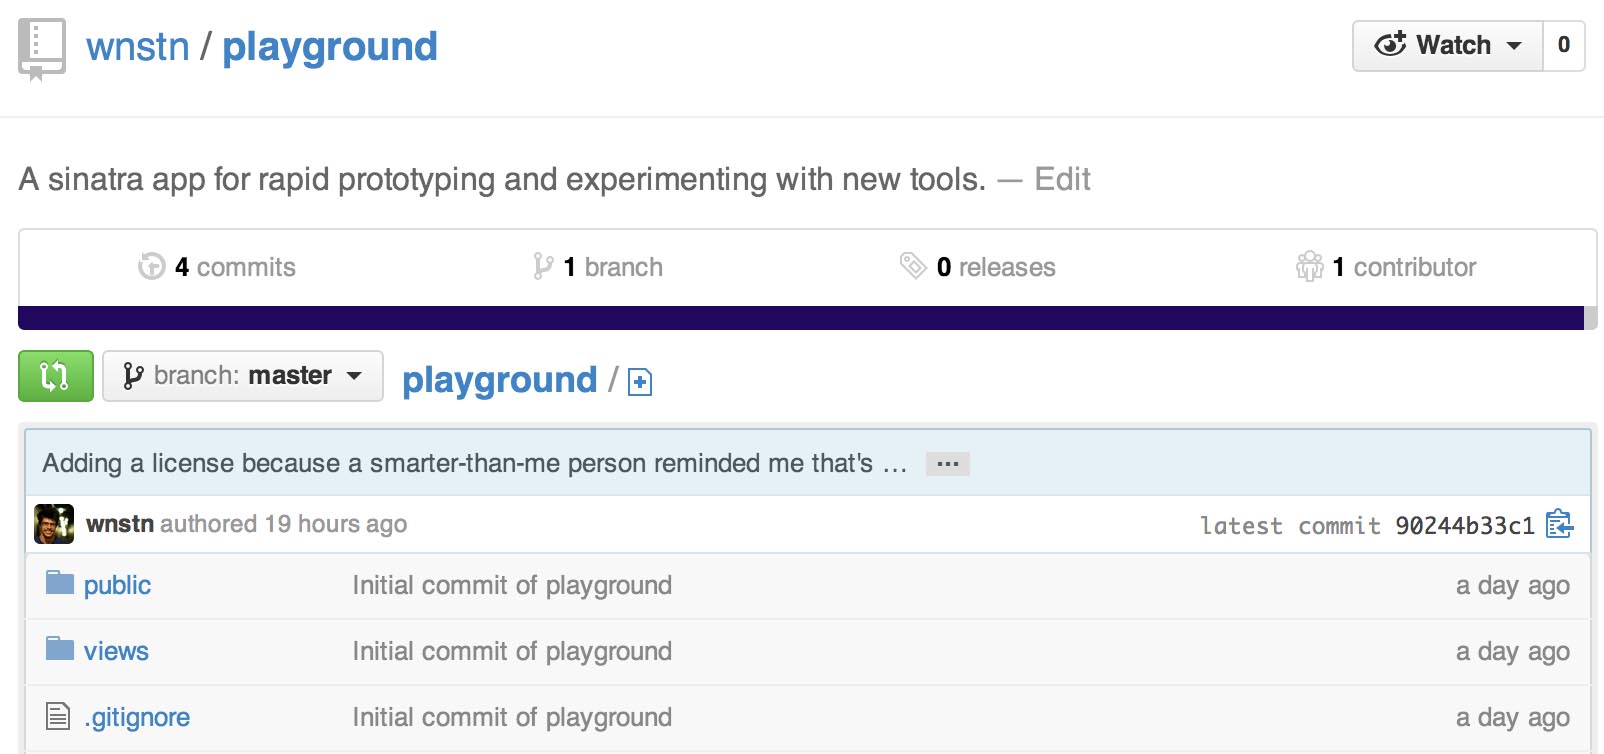 wnstn / playground
Watch 0
A sinatra app for rapid prototyping and experimenting with new tools. — Edit
4 commits 1 branch 0 releases 1 contributor
branch: master playground /
Adding a license because a smarter-than-me person reminded me that's … ...
wnstn authored 19 hours ago latest commit 90244b33c1
public Initial commit of playground a day ago
views Initial commit of playground a day ago
.gitignore Initial commit of playground a day ago